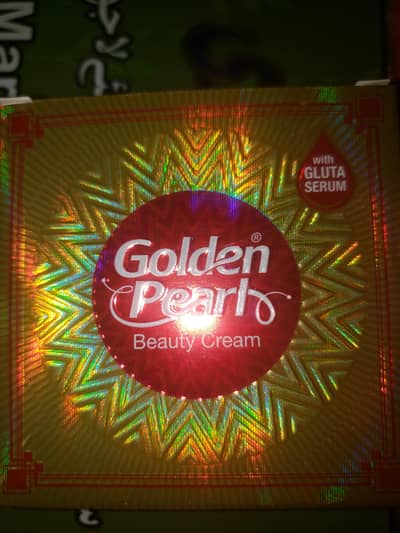 with
GLUTA
SERUM
Golden®
Pearl
Beauty Cream